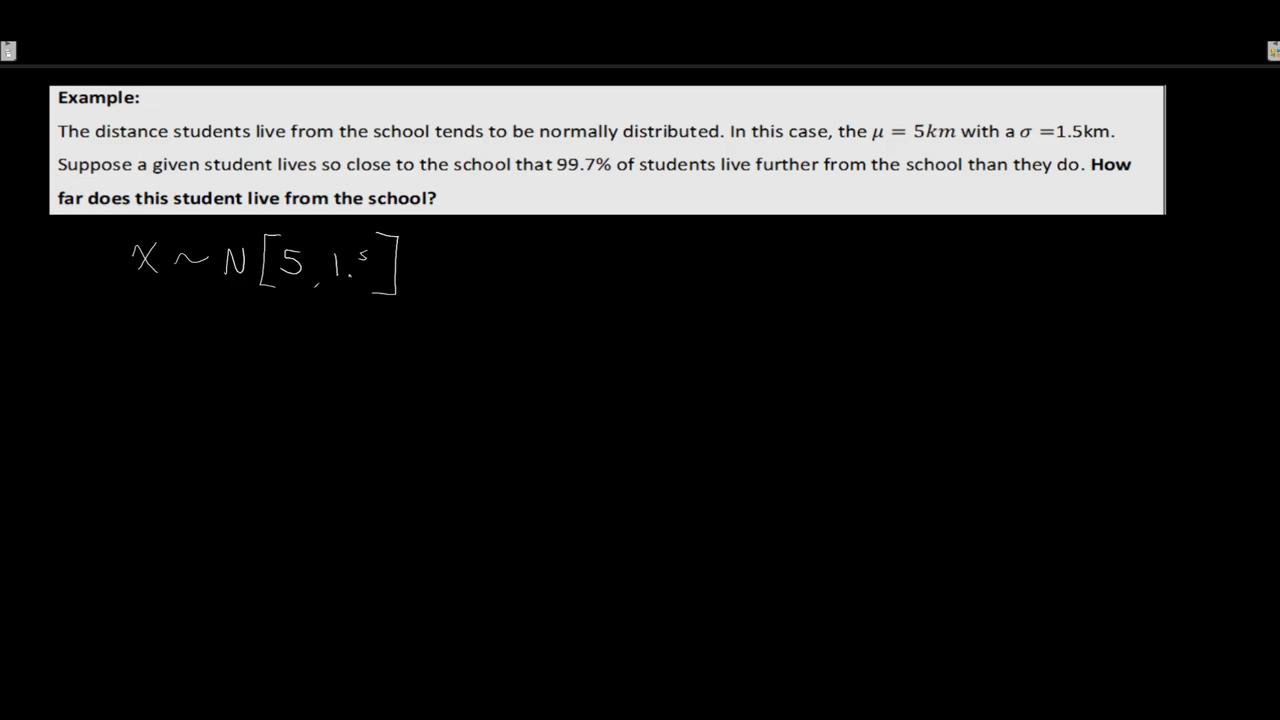 Example:
The distance students live from the school tends to be normally distributed. In this case, the μ = 5km with a σ =1.5km.
Suppose a given student lives so close to the school that 99.7% of students live further from the school than they do. How
far does this student live from the school?
X ~ N[5, 1.5]